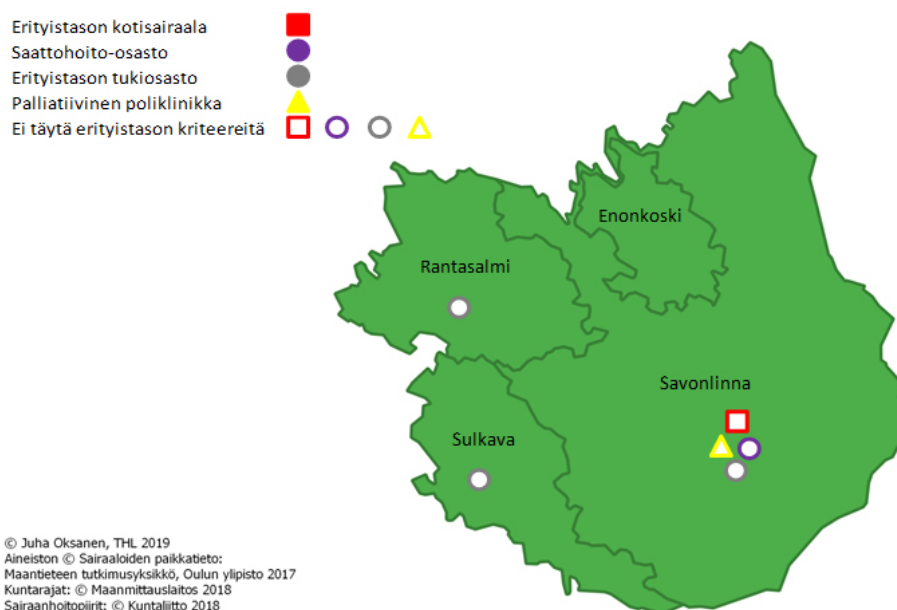 Erityistason kotisairaala
Saattohoito-osasto
Erityistason tukiosasto
Palliatiivinen poliklinikka
Ei täytä erityistason kriteereitä
Enonkoski
Rantasalmi
Savonlinna
Sulkava
© Juha Oksanen, THL 2019
Aineiston © Sairaaloiden paikkatieto:
Maantieteen tutkimusyksikkö, Oulun ylipisto 2017
Kuntarajat: © Maanmittauslaitos 2018
Sairaanhoitopiirit: © Kuntaliitto 2018